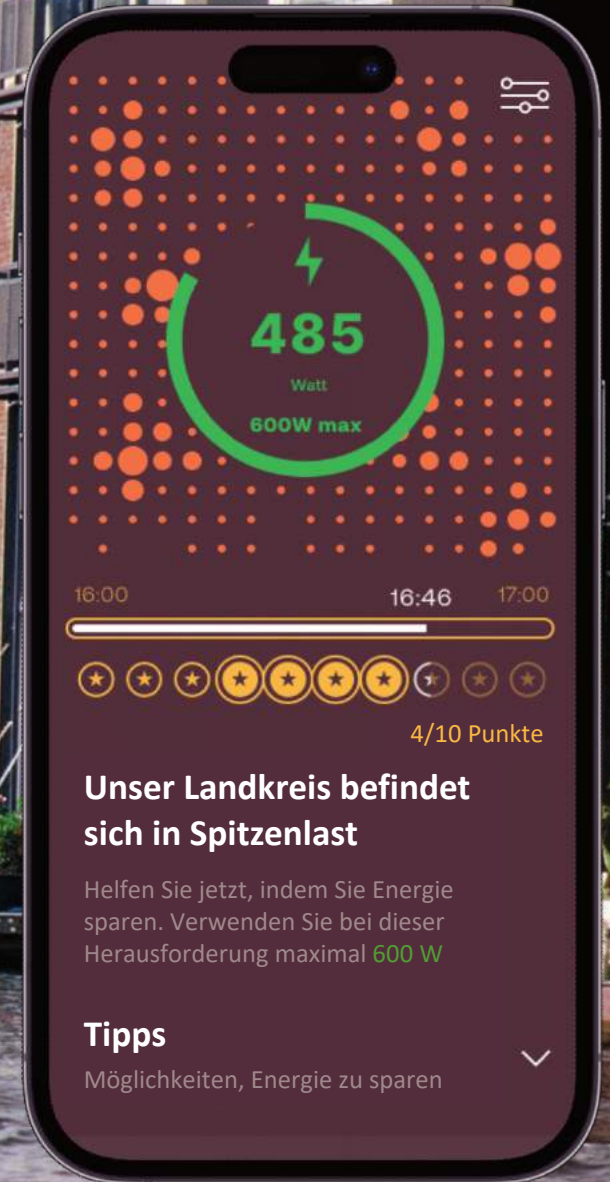 485
Watt
600W max
16:00 16:46 17:00
4/10 Punkte
Unser Landkreis befindet
sich in Spitzenlast
Helfen Sie jetzt, indem Sie Energie
sparen. Verwenden Sie bei dieser
Herausforderung maximal 600 W
Tipps
Möglichkeiten, Energie zu sparen